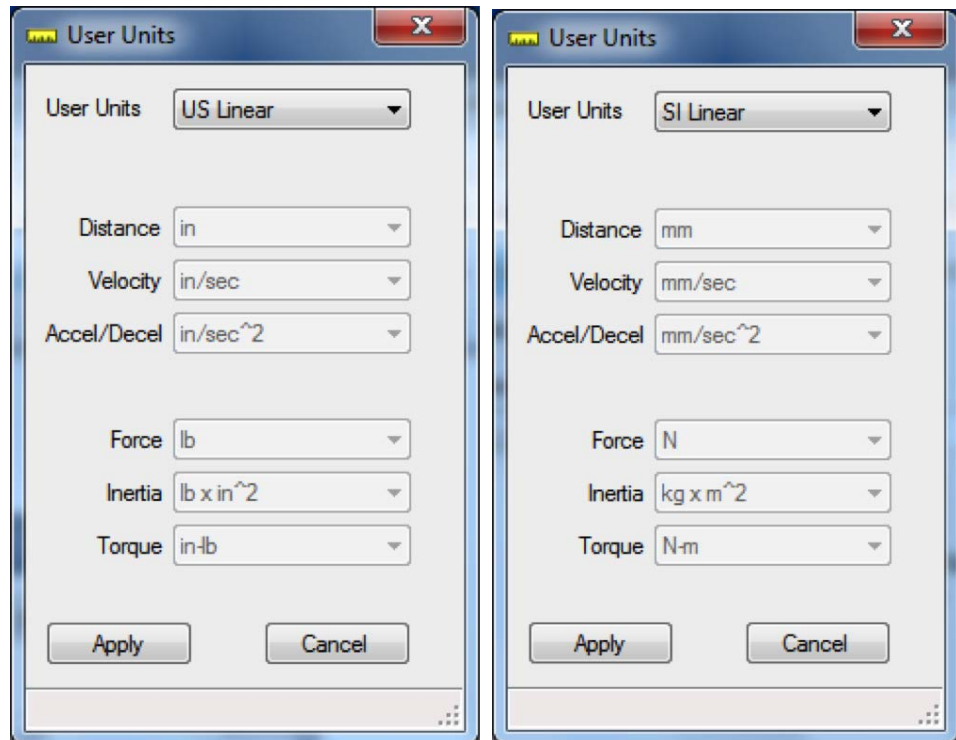 User Units
User Units US Linear
Distance in
Velocity in/sec
Accel/Decel in/sec^2
Force lb
Inertia lb x in^2
Torque in-lb
Apply Cancel
User Units
User Units SI Linear
Distance mm
Velocity mm/sec
Accel/Decel mm/sec^2
Force N
Inertia kg x m^2
Torque N-m
Apply Cancel